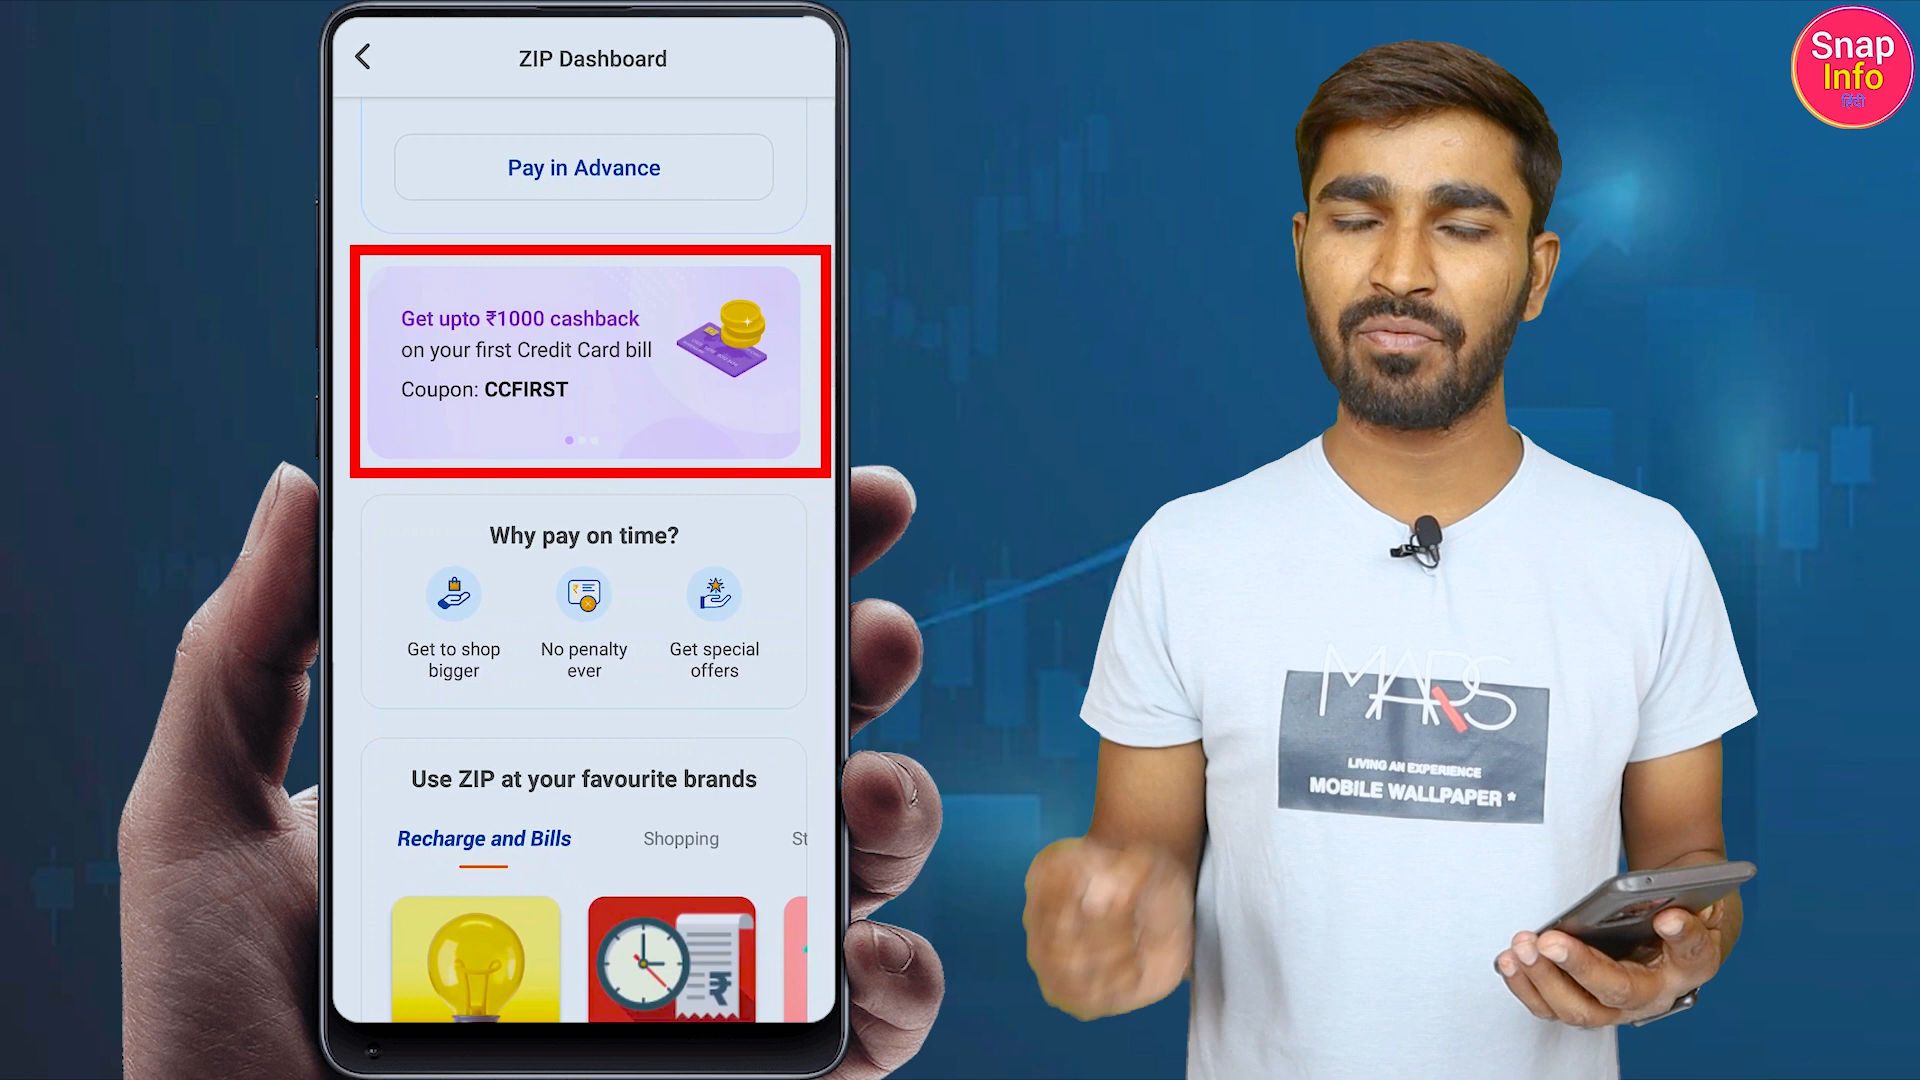 ZIP Dashboard
Pay in Advance
Get upto ₹1000 cashback
on your first Credit Card bill
Coupon: CCFIRST
Why pay on time?
Get to shop
bigger
No penalty
ever
Get special
offers
Use ZIP at your favourite brands
Recharge and Bills
Shopping
St
Snap
Info
हिंदी
MARS
LIVING AN EXPERIENCE
MOBILE WALLPAPER *